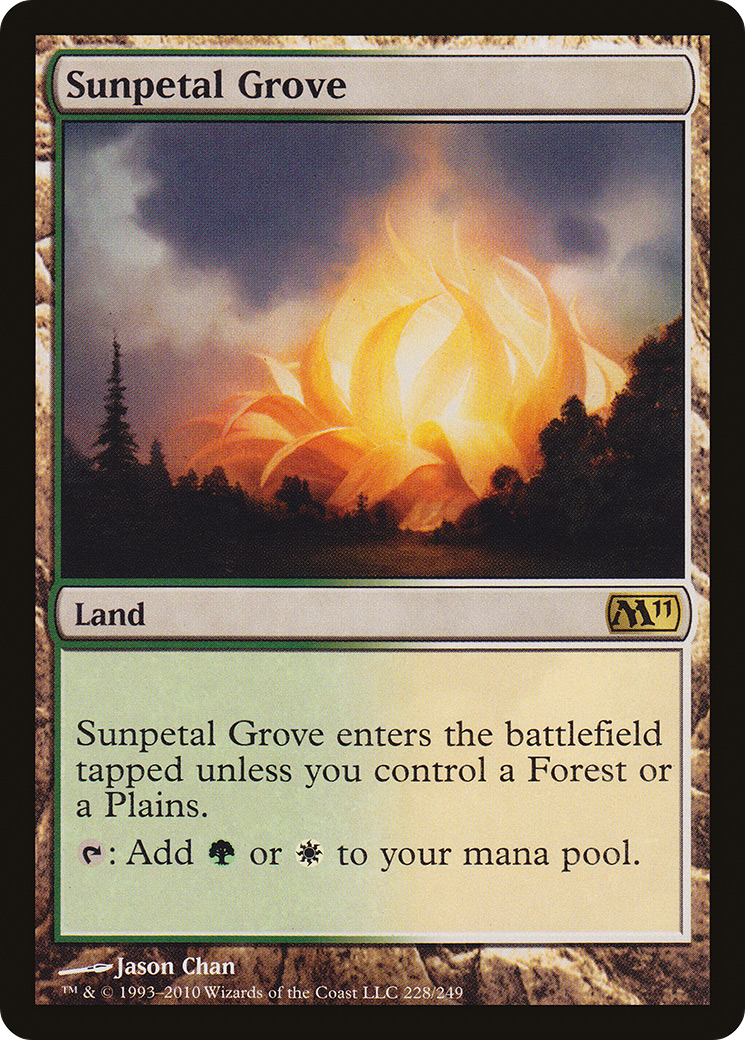 Sunpetal Grove
Land
M11
Sunpetal Grove enters the battlefield
tapped unless you control a Forest or
a Plains.
: Add or to your mana pool.
Jason Chan
™ & © 1993–2010 Wizards of the Coast LLC 228/249